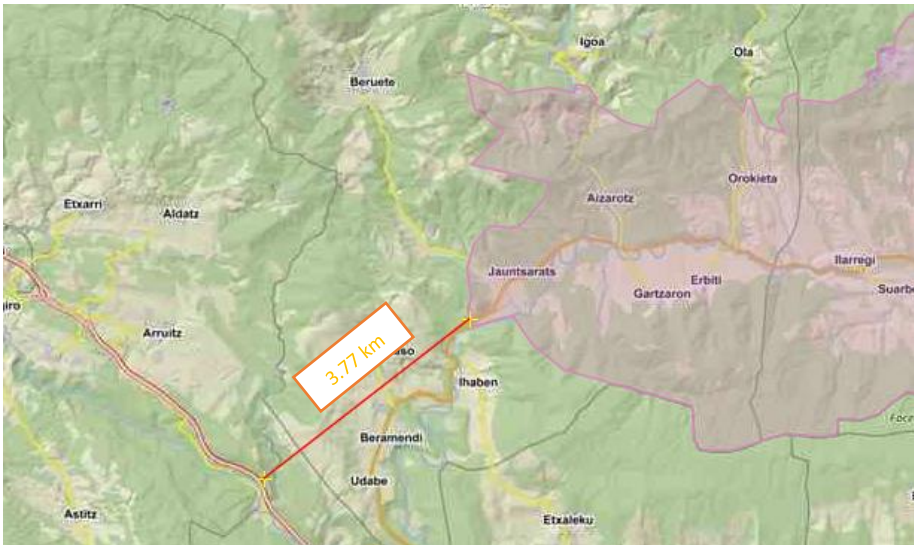 Igoa
Ola
Beruete
Orokieta
Aizarotz
Etxarri
Aldatz
Jauntsarats
Ilarregi
Erbiti
Gartzaron
Suarbe
Arruitz
3.77 km
Ihaben
Beramendi
Udabe
Astitz
Etxaleku